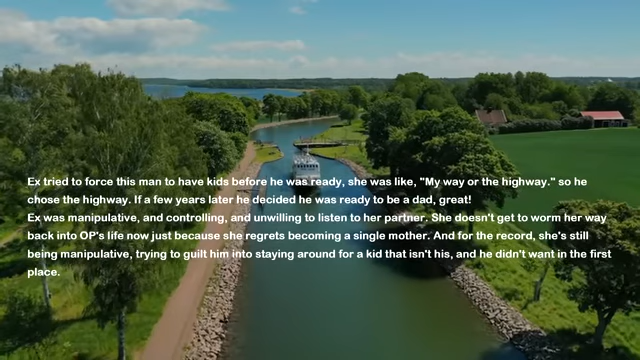 Ex tried to force this man to have kids before he was ready, she was like, "My way or the highway." so he
chose the highway. If a few years later he decided he was ready to be a dad, great!
Ex was manipulative, and controlling, and unwilling to listen to her partner. She doesn't get to worm her way
back into OP's life now just because she regrets becoming a single mother. And for the record, she's still
being manipulative, trying to guilt him into staying around for a kid that isn't his, and he didn't want in the first
place.